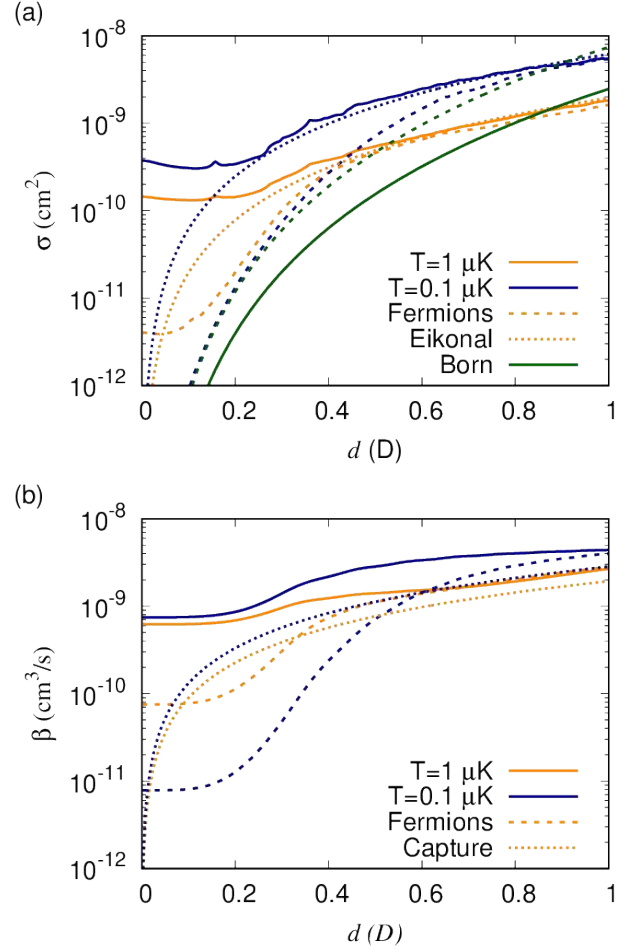 (a)
10^-8
10^-9
10^-10
10^-11
10^-12
σ (cm^2)
T=1 μK
T=0.1 μK
Fermions
Eikonal
Born
0 0.2 0.4 0.6 0.8 1
d (D)
(b)
10^-8
10^-9
10^-10
10^-11
10^-12
β (cm^3/s)
T=1 μK
T=0.1 μK
Fermions
Capture
0 0.2 0.4 0.6 0.8 1
d (D)